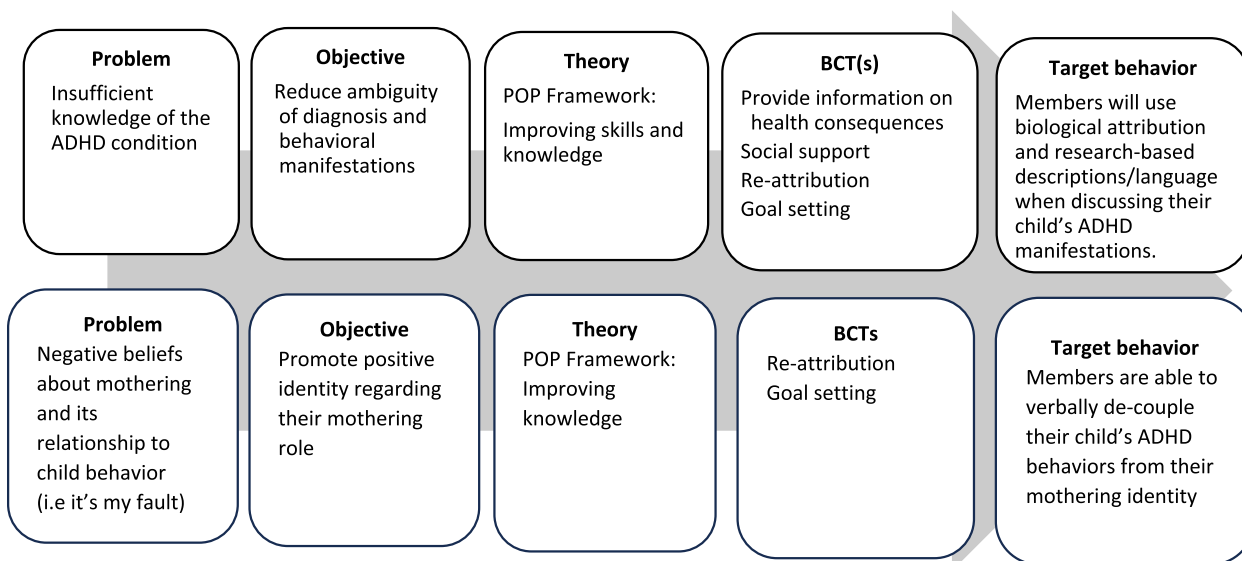 Problem
Insufficient
knowledge of the
ADHD condition
Objective
Reduce ambiguity
of diagnosis and
behavioral
manifestations
Theory
POP Framework:
Improving skills and
knowledge
BCT(s)
Provide information on
health consequences
Social support
Re-attribution
Goal setting
Target behavior
Members will use
biological attribution
and research-based
descriptions/language
when discussing their
child’s ADHD
manifestations.
Problem
Negative beliefs
about mothering
and its
relationship to
child behavior
(i.e it’s my fault)
Objective
Promote positive
identity regarding
their mothering
role
Theory
POP Framework:
Improving
knowledge
BCTs
Re-attribution
Goal setting
Target behavior
Members are able to
verbally de-couple
their child’s ADHD
behaviors from their
mothering identity